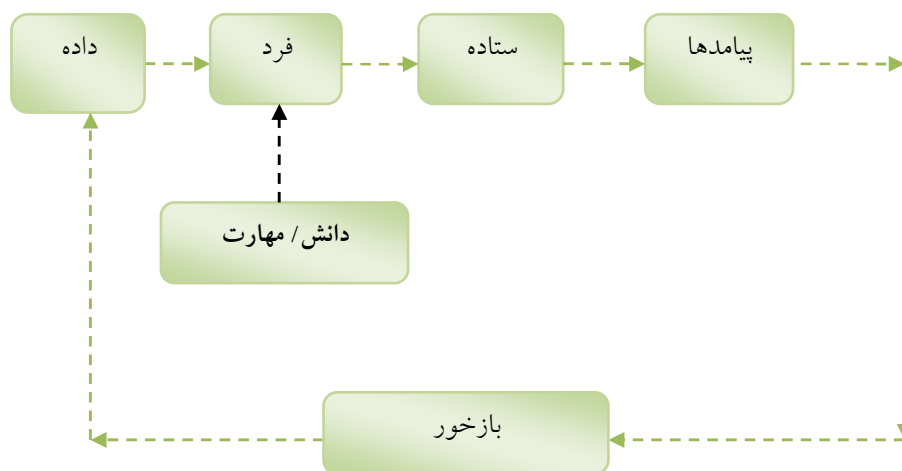 داده
فرد
ستاده
پیامدها
دانش/ مهارت
بازخور